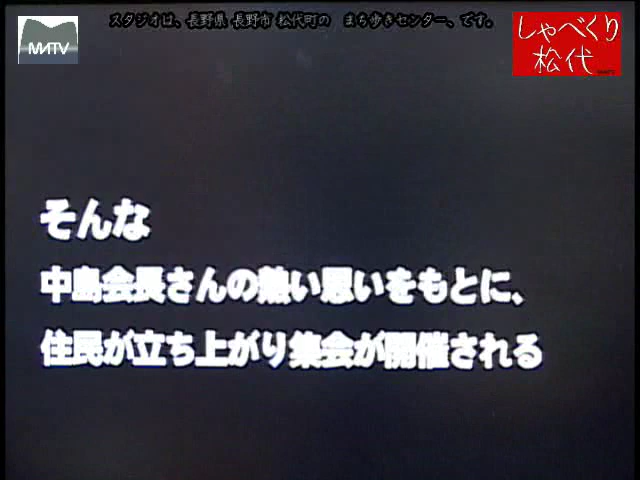 スタジオは、長野県 長野市 松代町の　まち歩きセンター、です。
MATV
しゃべくり
松代
そんな
中島会長さんの熱い思いをもとに、
住民が立ち上がり集会が開催される